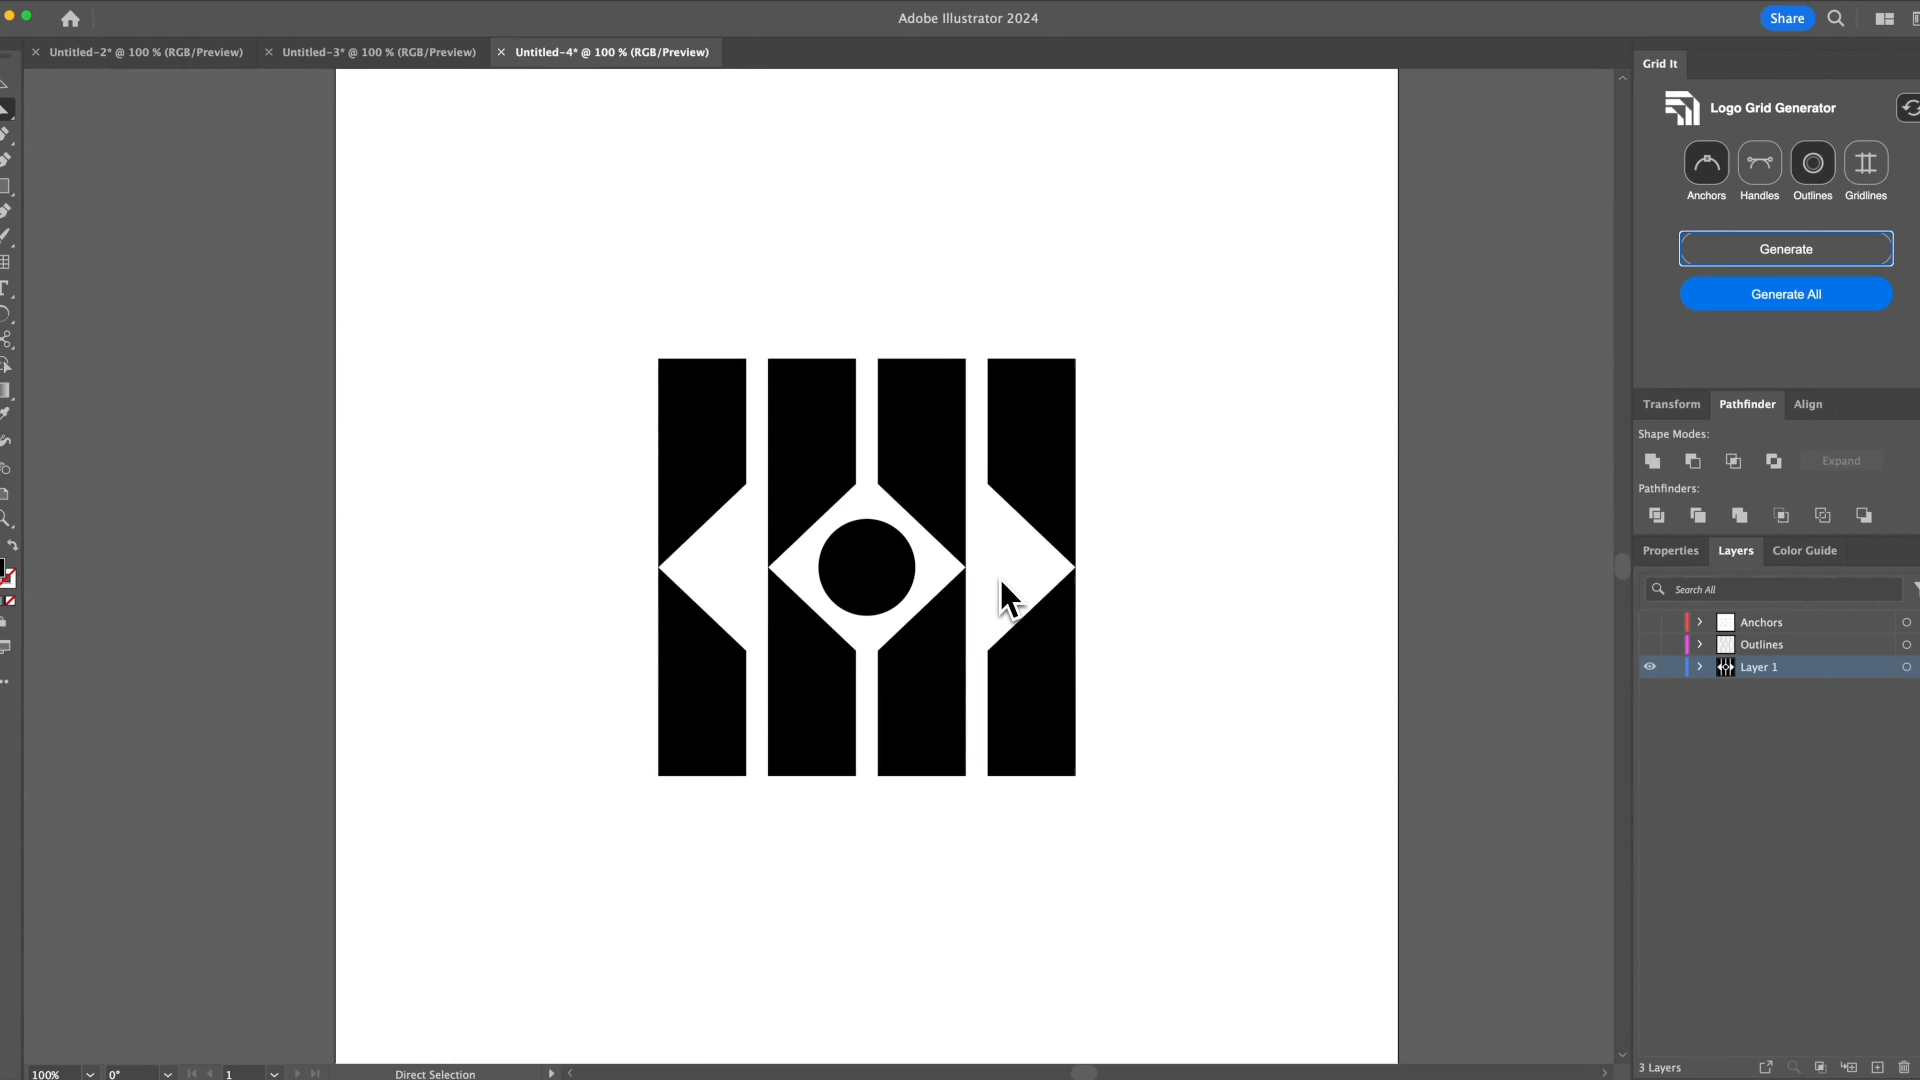 Adobe Illustrator 2024
Share
Untitled-2* @ 100 % (RGB/Preview)
Untitled-3* @ 100 % (RGB/Preview)
Untitled-4* @ 100 % (RGB/Preview)
Grid It
Logo Grid Generator
Anchors
Handles
Outlines
Gridlines
Generate
Generate All
Transform
Pathfinder
Align
Shape Modes:
Expand
Pathfinders:
Properties
Layers
Color Guide
Search All
Anchors
Outlines
Layer 1
3 Layers
100%
0°
1
Direct Selection